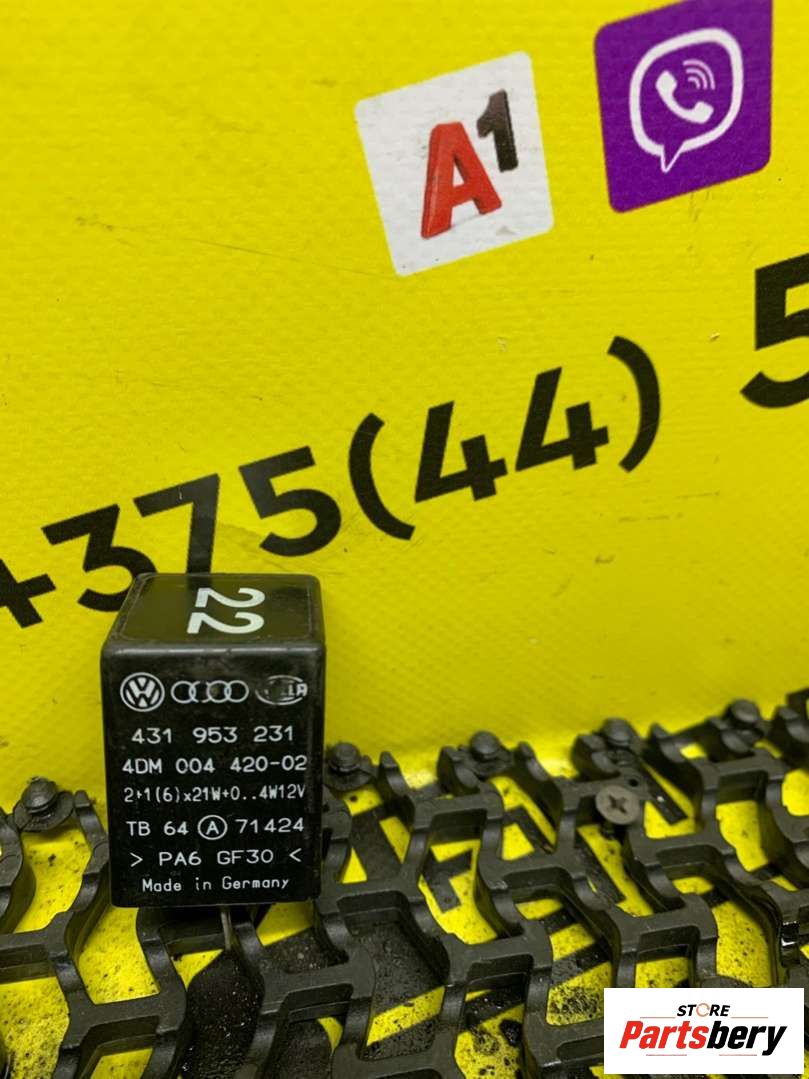 A1
+375(44) 5
22
431 953 231
4DM 004 420-02
2+1(6)x21W+0..4W12V
TB 64 A 71424
> PA6 GF30 <
Made in Germany
STORE
Partsbery